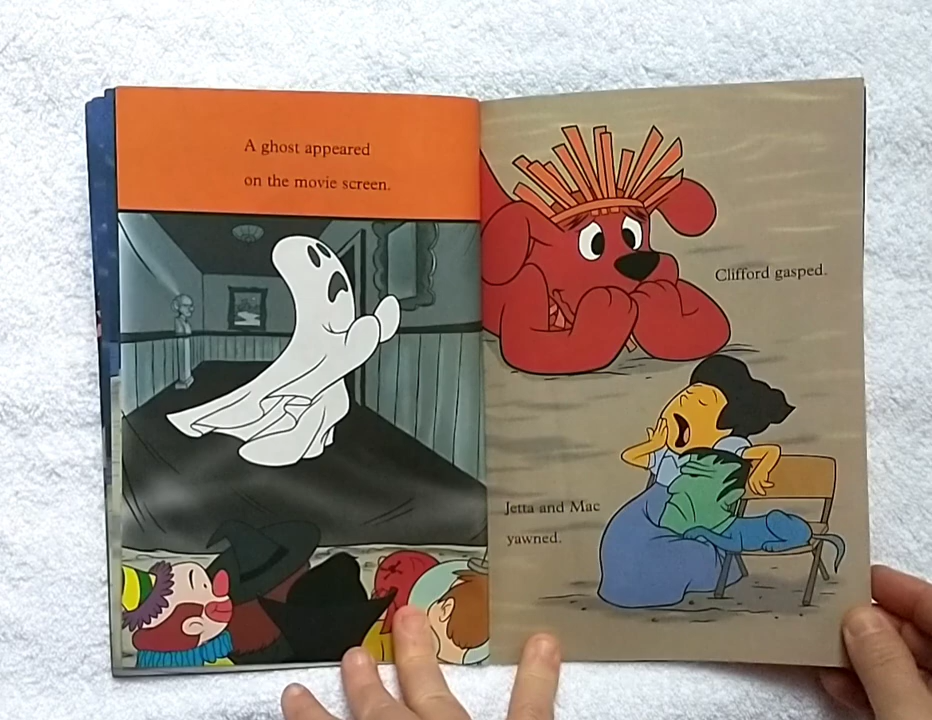 A ghost appeared
on the movie screen.
Clifford gasped.
Jetta and Mac
yawned.